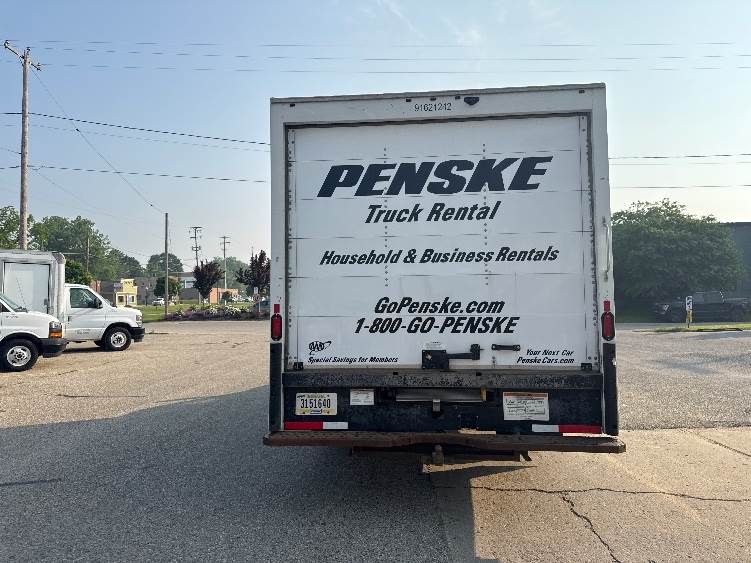 91621242
PENSKE
Truck Rental
Household & Business Rentals
GoPenske.com
1-800-GO-PENSKE
AAA
Special Savings for Members
Your Next Car
PenskeCars.com
3151640